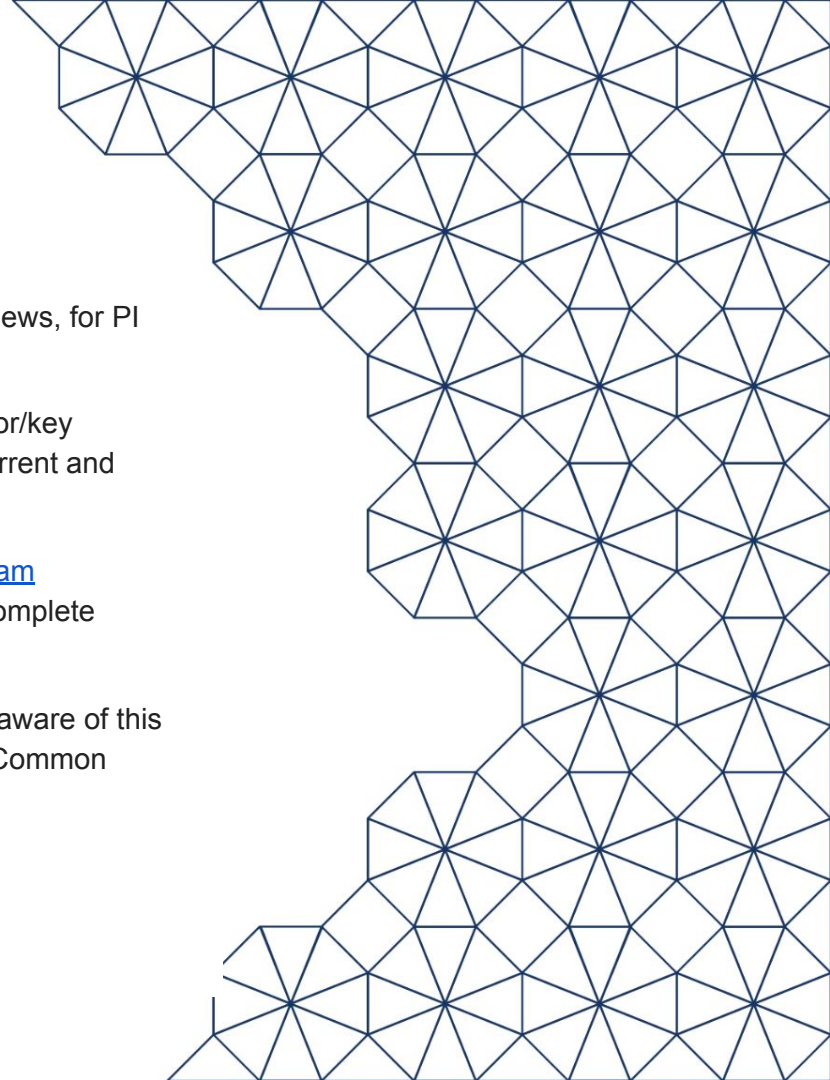 ews, for PI
or/key
rrent and
am
omplete
aware of this
Common